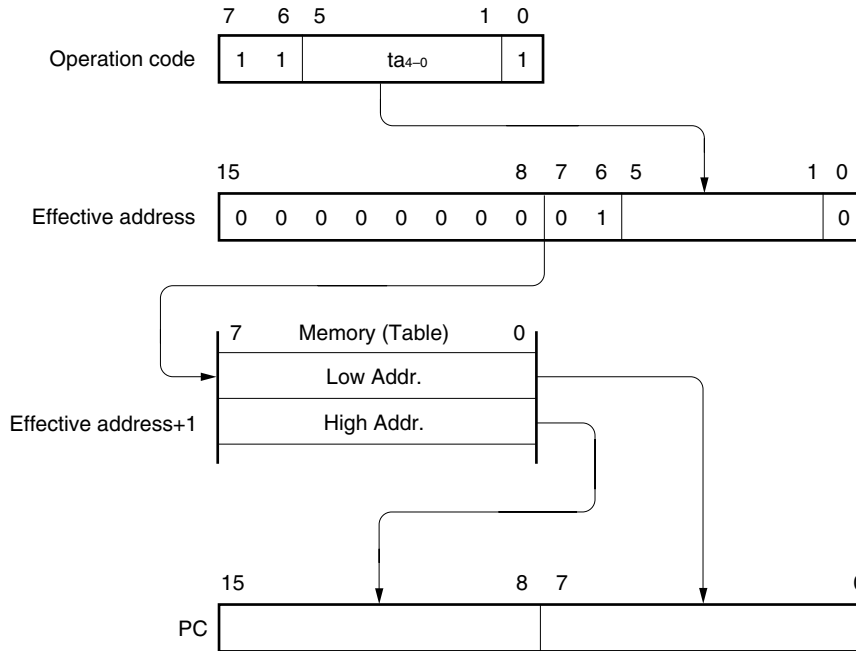 7 6 5 1 0
Operation code 1 1 ta4–0 1
15 8 7 6 5 1 0
Effective address 0 0 0 0 0 0 0 0 0 1 0
7 Memory (Table) 0
Low Addr.
Effective address+1 High Addr.
15 8 7
PC